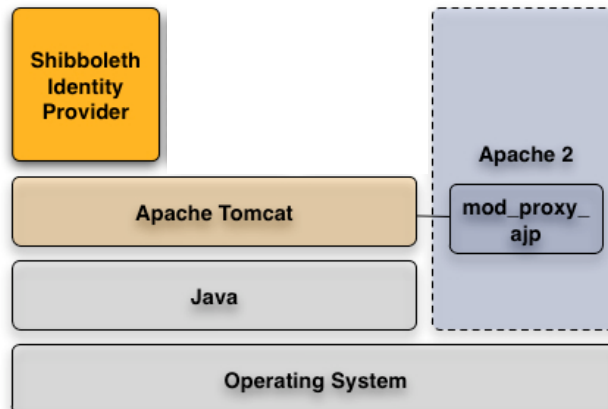 Shibboleth
Identity
Provider
Apache 2
Apache Tomcat
mod_proxy_
ajp
Java
Operating System